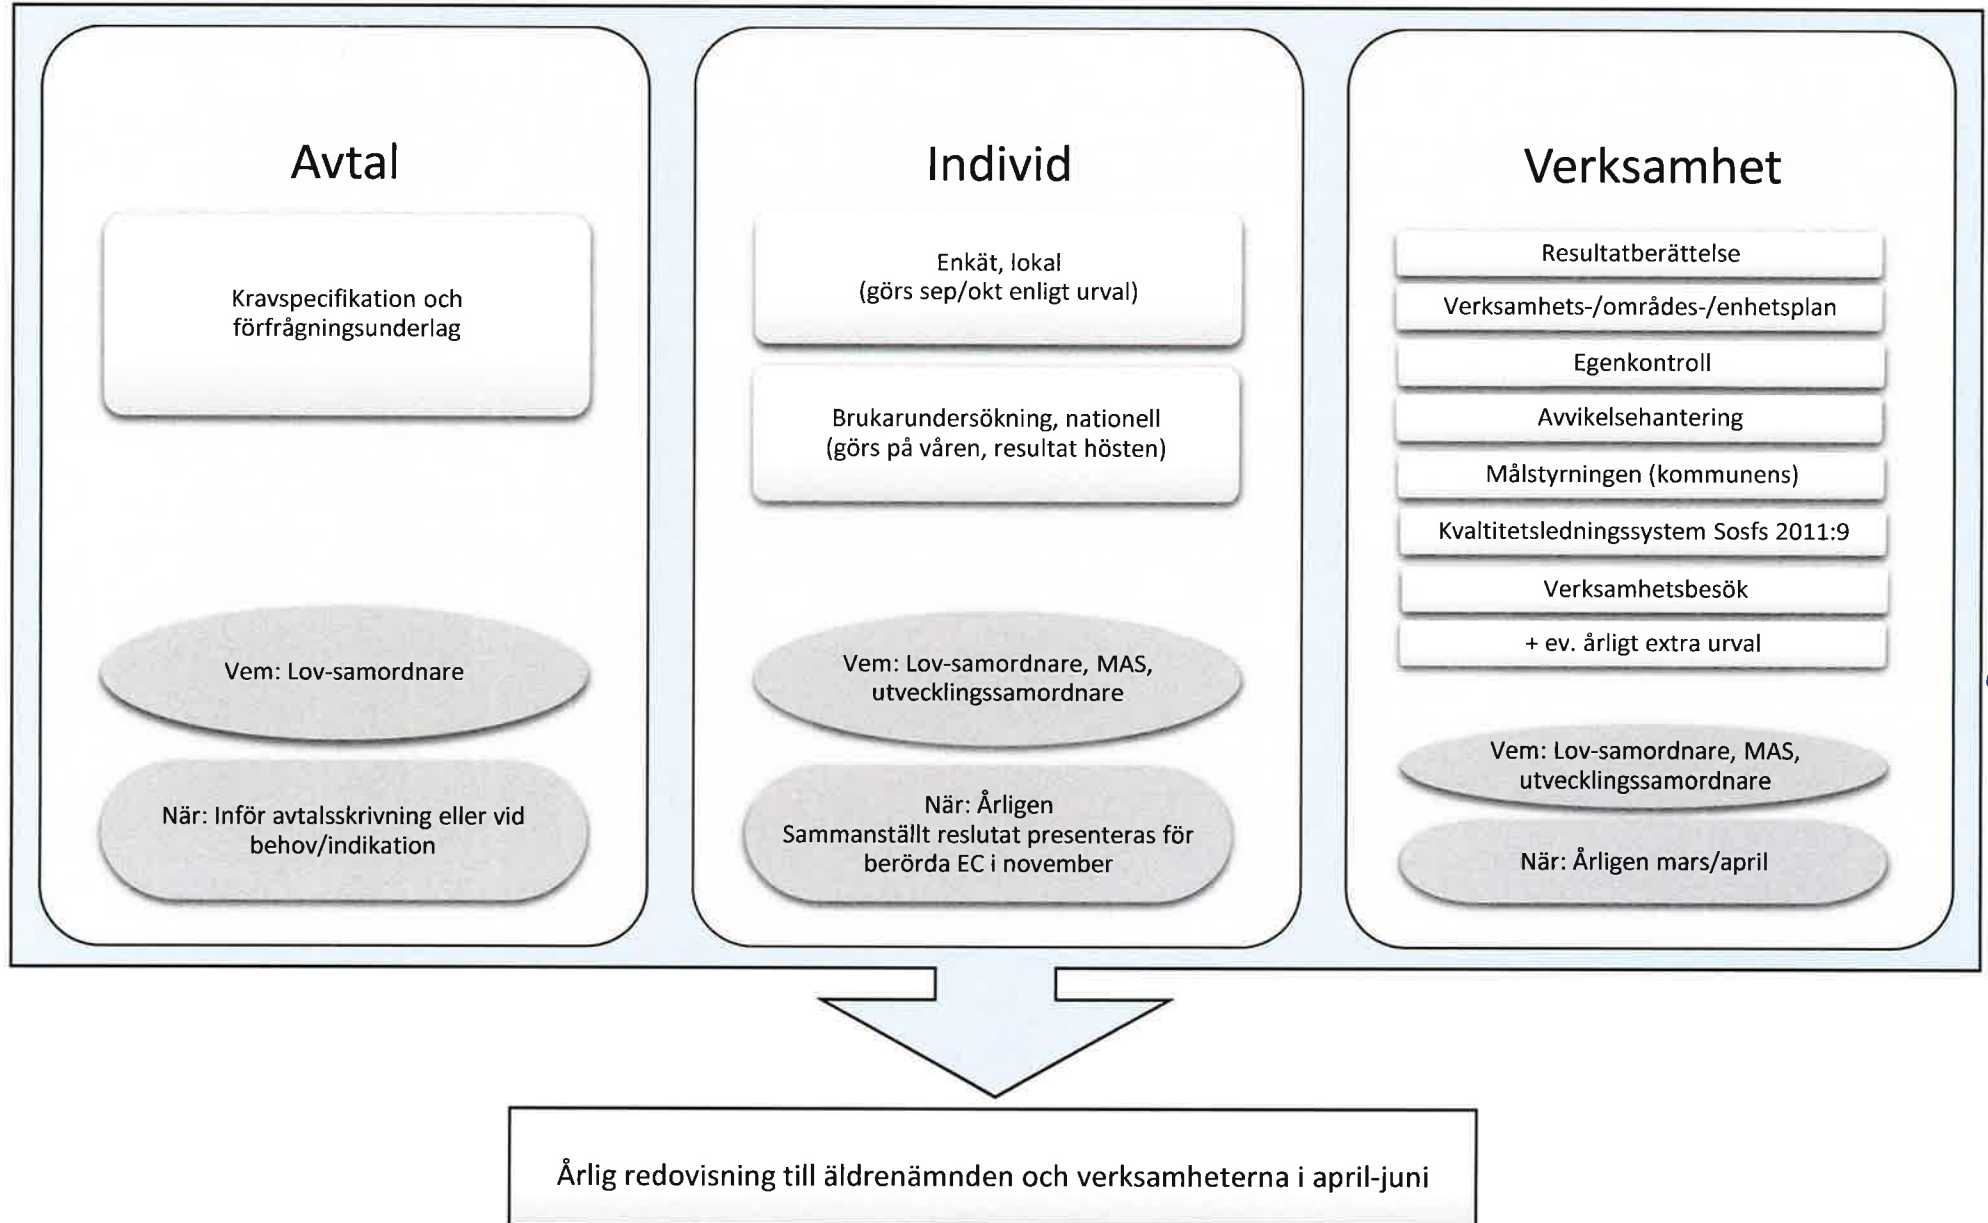 Avtal
Kravspecifikation och
förfrågningsunderlag
Vem: Lov-samordnare
När: Inför avtalsskrivning eller vid
behov/indikation
Individ
Enkät, lokal
(görs sep/okt enligt urval)
Brukarundersökning, nationell
(görs på våren, resultat hösten)
Vem: Lov-samordnare, MAS,
utvecklingssamordnare
När: Årligen
Sammanställt reslutat presenteras för
berörda EC i november
Verksamhet
Resultatberättelse
Verksamhets-/områdes-/enhetsplan
Egenkontroll
Avvikelsehantering
Målstyrningen (kommunens)
Kvaltitetsledningssystem Sosfs 2011:9
Verksamhetsbesök
+ ev. årligt extra urval
Vem: Lov-samordnare, MAS,
utvecklingssamordnare
När: Årligen mars/april
Årlig redovisning till äldrenämnden och verksamheterna i april-juni